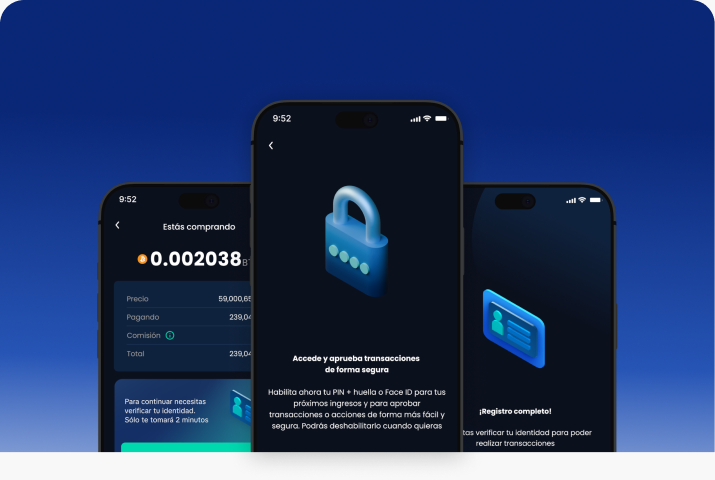 9:52
Estás comprando
0.002038
Precio
59,000,65
Pagando
239,04
Comisión
Total
239,04
Para continuar necesitas
verificar tu identidad.
Sólo te tomará 2 minutos
9:52
Accede y aprueba transacciones
de forma segura
Habilita ahora tu PIN + huella o Face ID para tus
próximos ingresos y para aprobar
transacciones o acciones de forma más fácil y
segura. Podrás deshabilitarlo cuando quieras
¡Registro completo!
tas verificar tu identidad para poder
realizar transacciones